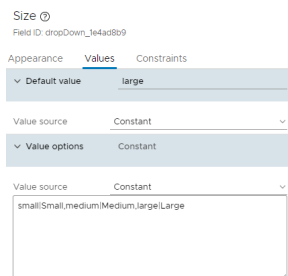 Size ?
Field ID: dropDown_1e4ad8b9
Appearance Values Constraints
Default value large
Value source Constant
Value options Constant
Value source Constant
small|Small,medium|Medium,large|Large